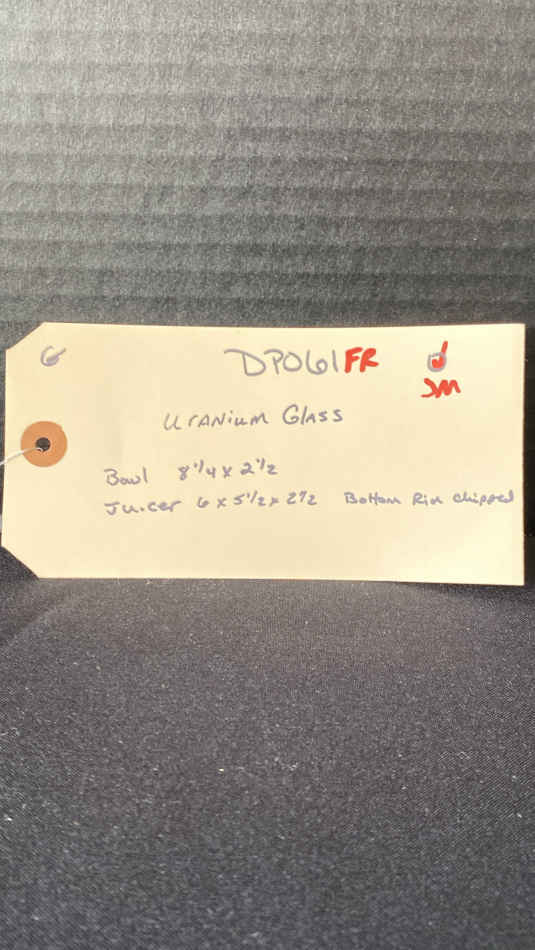 G DP061FR
JM
Uranium Glass
Bowl 8 1/4 x 2 1/2
Juicer 6 x 5 1/2 x 2 1/2 Bottom Rim chipped